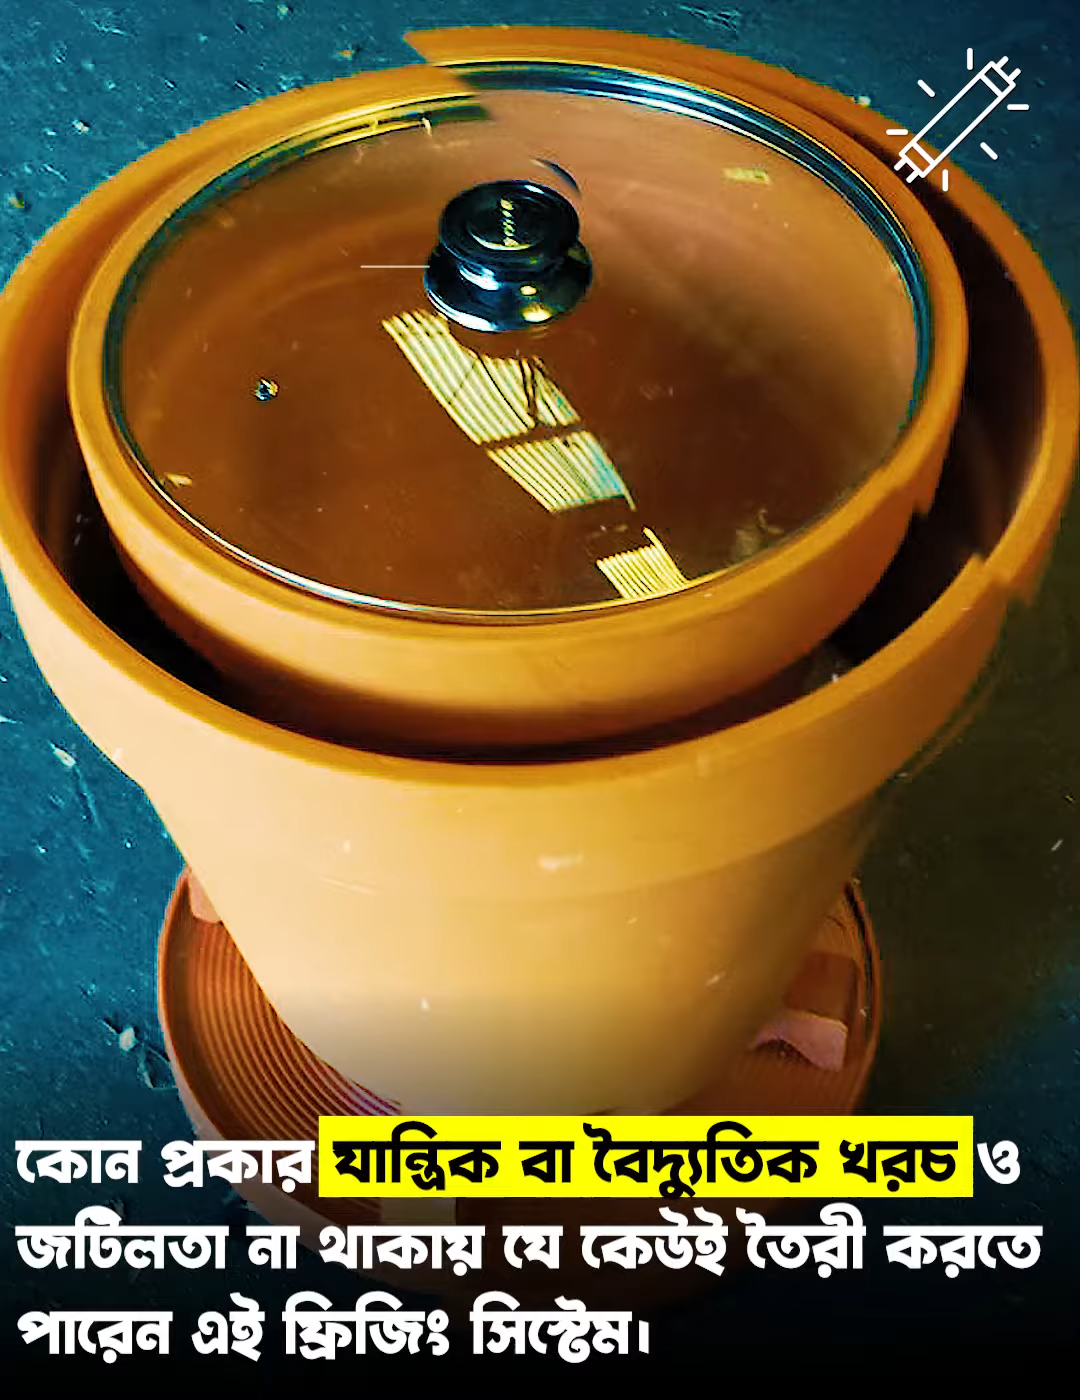 কোন প্রকার যান্ত্রিক বা বৈদ্যুতিক খরচ ও
জটিলতা না থাকায় যে কেউই তৈরী করতে
পারেন এই ফ্রিজিং সিস্টেম।